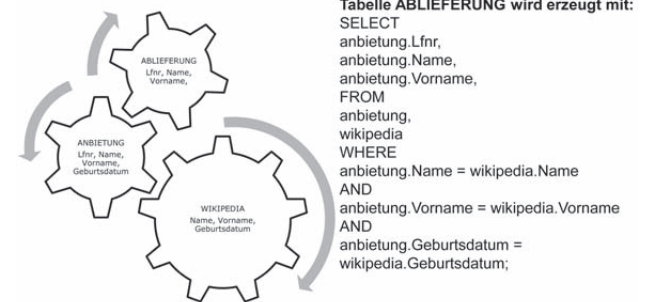 ABLIEFERUNG
Lfnr, Name,
Vorname,
ANBIETUNG
Lfnr, Name,
Vorname,
Geburtsdatum
WIKIPEDIA
Name, Vorname,
Geburtsdatum
Tabelle ABLIEFERUNG wird erzeugt mit:
SELECT
anbietung.Lfnr,
anbietung.Name,
anbietung.Vorname,
FROM
anbietung,
wikipedia
WHERE
anbietung.Name = wikipedia.Name
AND
anbietung.Vorname = wikipedia.Vorname
AND
anbietung.Geburtsdatum =
wikipedia.Geburtsdatum;